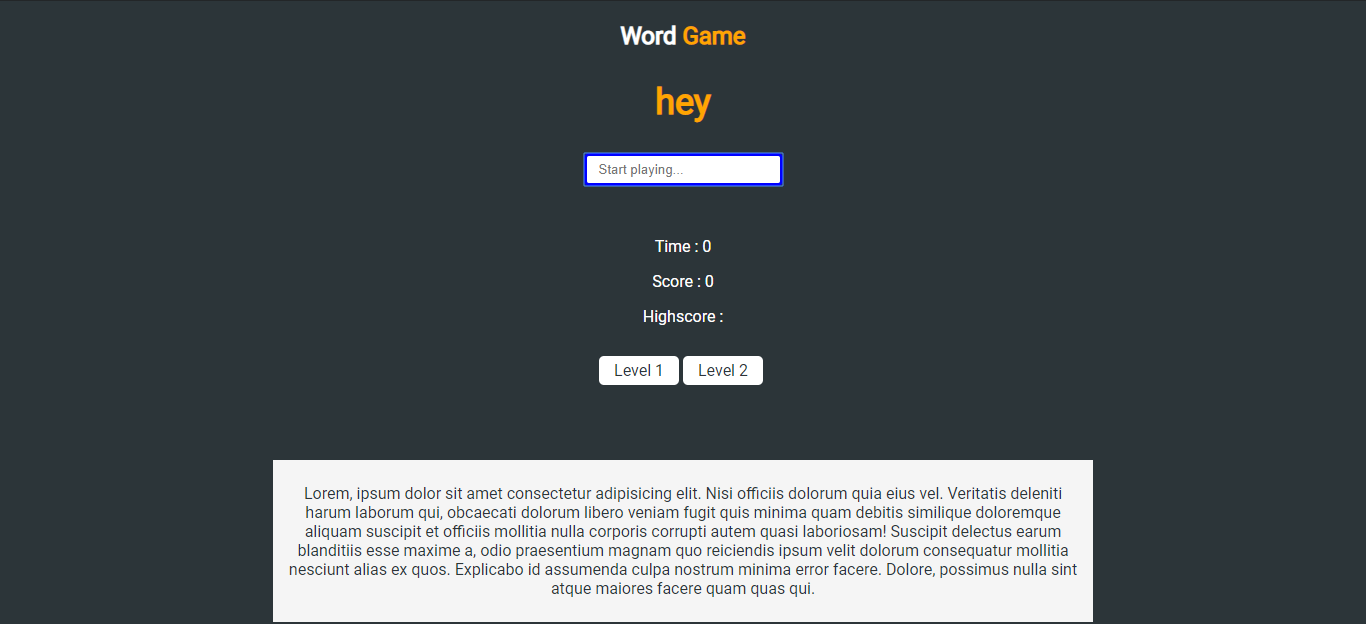 Word Game
hey
Start playing...
Time : 0
Score : 0
Highscore :
Level 1 Level 2
Lorem, ipsum dolor sit amet consectetur adipisicing elit. Nisi officiis dolorum quia eius vel. Veritatis deleniti
harum laborum qui, obcaecati dolorum libero veniam fugit quis minima quam debitis similique doloremque
aliquam suscipit et officiis mollitia nulla corporis corrupti autem quasi laboriosam! Suscipit delectus earum
blanditiis esse maxime a, odio praesentium magnam quo reiciendis ipsum velit dolorum consequatur mollitia
nesciunt alias ex quos. Explicabo id assumenda culpa nostrum minima error facere. Dolore, possimus nulla sint
atque maiores facere quam quas qui.